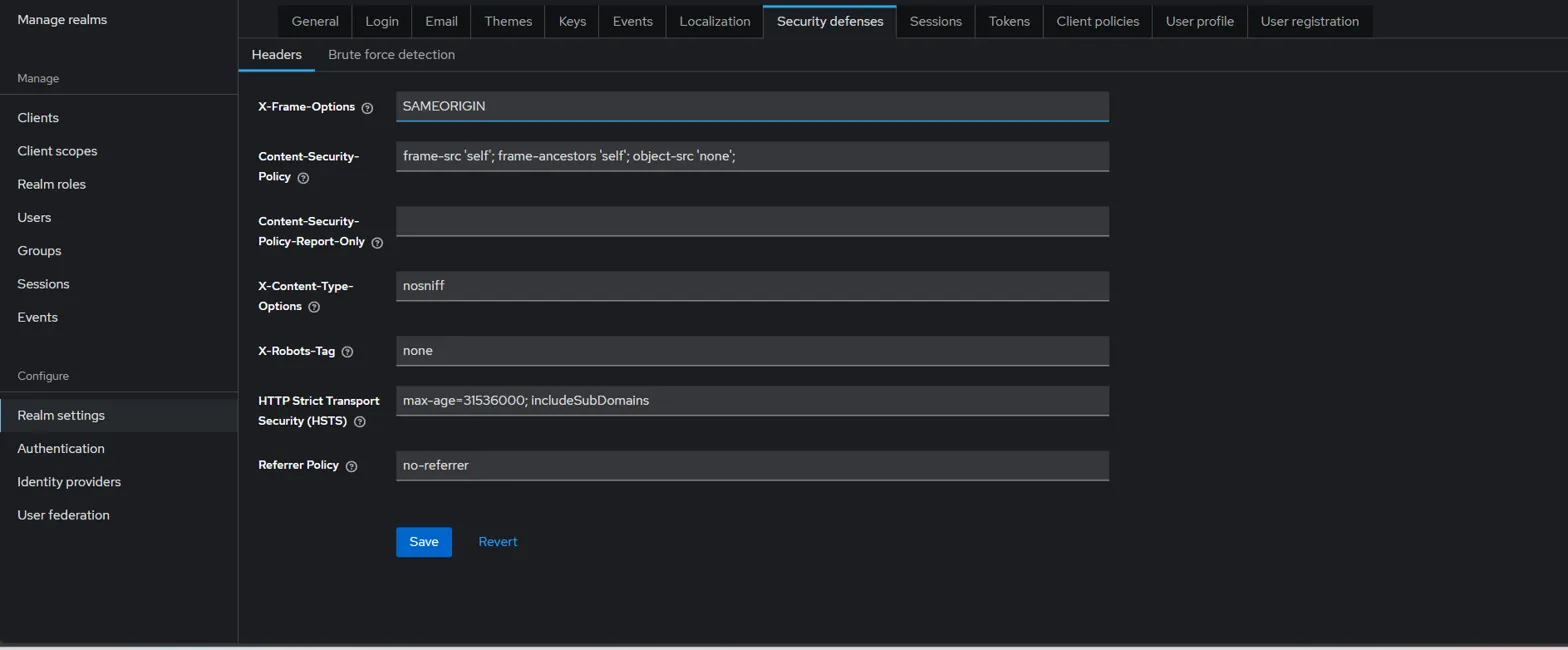 Manage realms
Manage
Clients
Client scopes
Realm roles
Users
Groups
Sessions
Events
Configure
Realm settings
Authentication
Identity providers
User federation
General Login Email Themes Keys Events Localization Security defenses Sessions Tokens Client policies User profile User registration
Headers Brute force detection
X-Frame-Options SAMEORIGIN
Content-Security-
Policy frame-src 'self'; frame-ancestors 'self'; object-src 'none';
Content-Security-
Policy-Report-Only
X-Content-Type-
Options nosniff
X-Robots-Tag none
HTTP Strict Transport
Security (HSTS) max-age=31536000; includeSubDomains
Referrer Policy no-referrer
Save Revert